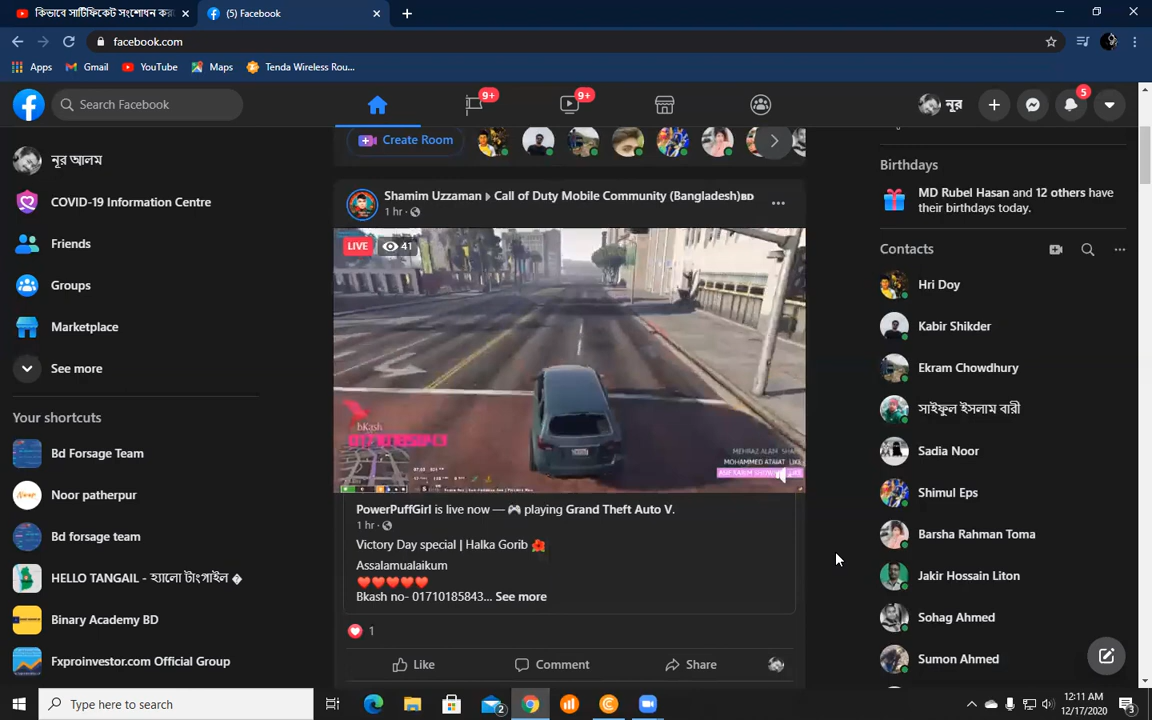 কিভাবে সার্টিফিকেট সংশোধন কর
(5) Facebook
facebook.com
Apps
Gmail
YouTube
Maps
Tenda Wireless Rou...
Search Facebook
9+
9+
নূর
5
নূর আলম
COVID-19 Information Centre
Friends
Groups
Marketplace
See more
Your shortcuts
Bd Forsage Team
Noor patherpur
Bd forsage team
HELLO TANGAIL - হ্যালো টাংগাইল �
Binary Academy BD
Fxproinvestor.com Official Group
Create Room
Shamim Uzzaman
Call of Duty Mobile Community (Bangladesh)BD
1 hr ·
LIVE
41
bKash
MOHAMMED ATAIAT LIKE
PowerPuffGirl is live now — 🎮 playing Grand Theft Auto V.
1 hr ·
Victory Day special | Halka Gorib 🌺
Assalamualaikum
❤️❤️❤️❤️❤️
Bkash no- 01710185843... See more
1
Like
Comment
Share
Birthdays
MD Rubel Hasan and 12 others have
their birthdays today.
Contacts
Hri Doy
Kabir Shikder
Ekram Chowdhury
সাইফুল ইসলাম বারী
Sadia Noor
Shimul Eps
Barsha Rahman Toma
Jakir Hossain Liton
Sohag Ahmed
Sumon Ahmed
Type here to search
2
12:11 AM
12/17/2020
3